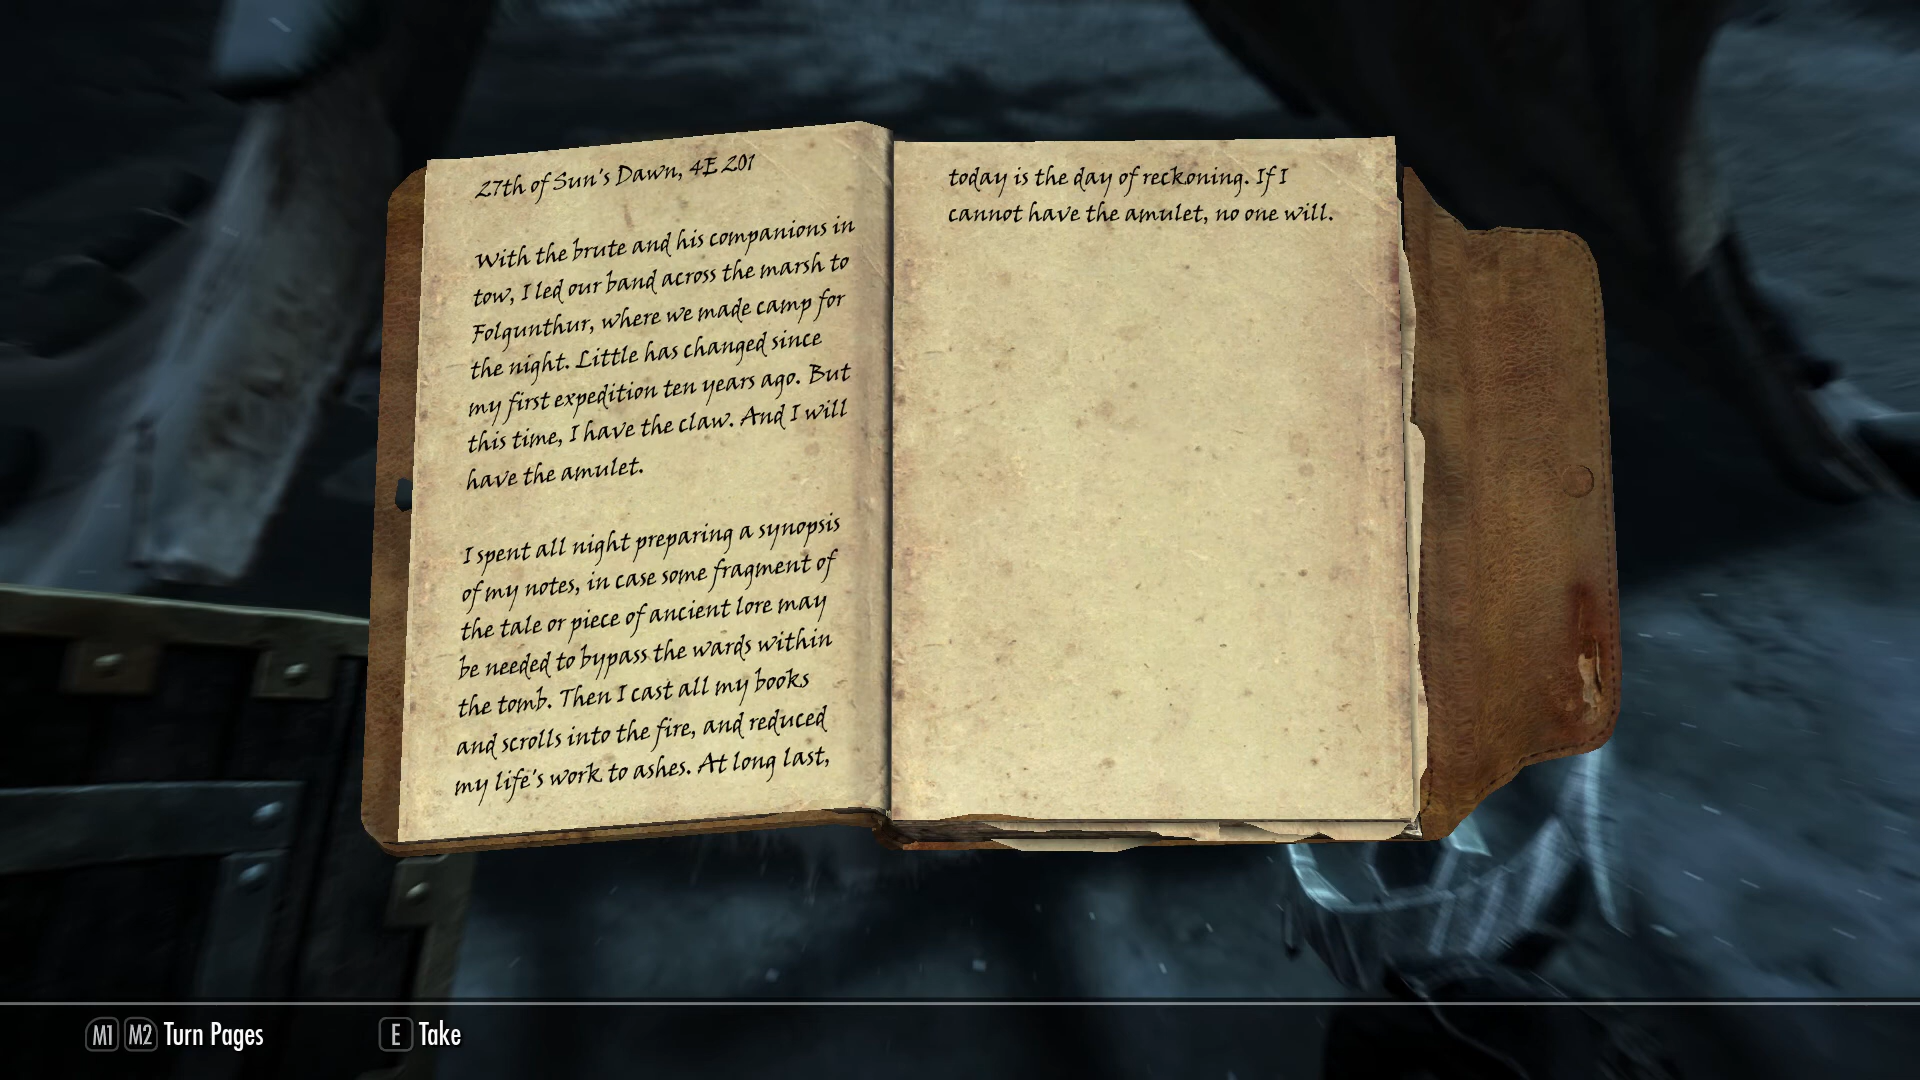 27th of Sun's Dawn, 4E 201
With the brute and his companions in
tow, I led our band across the marsh to
Folgunthur, where we made camp for
the night. Little has changed since
my first expedition ten years ago. But
this time, I have the claw. And I will
have the amulet.
I spent all night preparing a synopsis
of my notes, in case some fragment of
the tale or piece of ancient lore may
be needed to bypass the wards within
the tomb. Then I cast all my books
and scrolls into the fire, and reduced
my life's work to ashes. At long last,
today is the day of reckoning. If I
cannot have the amulet, no one will.
M1 M2 Turn Pages E Take